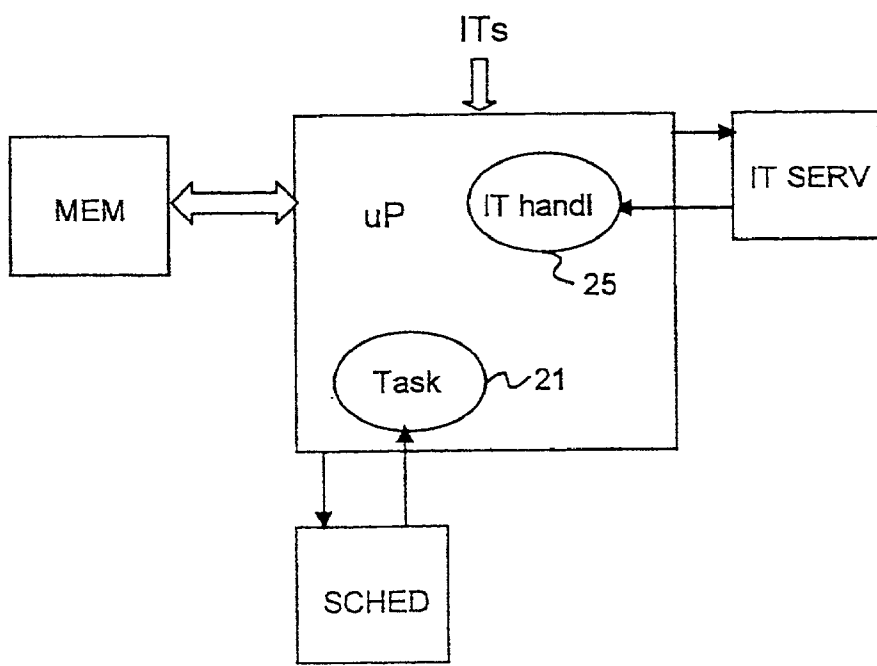 ITs
MEM
uP
IT handl
IT SERV
25
Task
21
SCHED